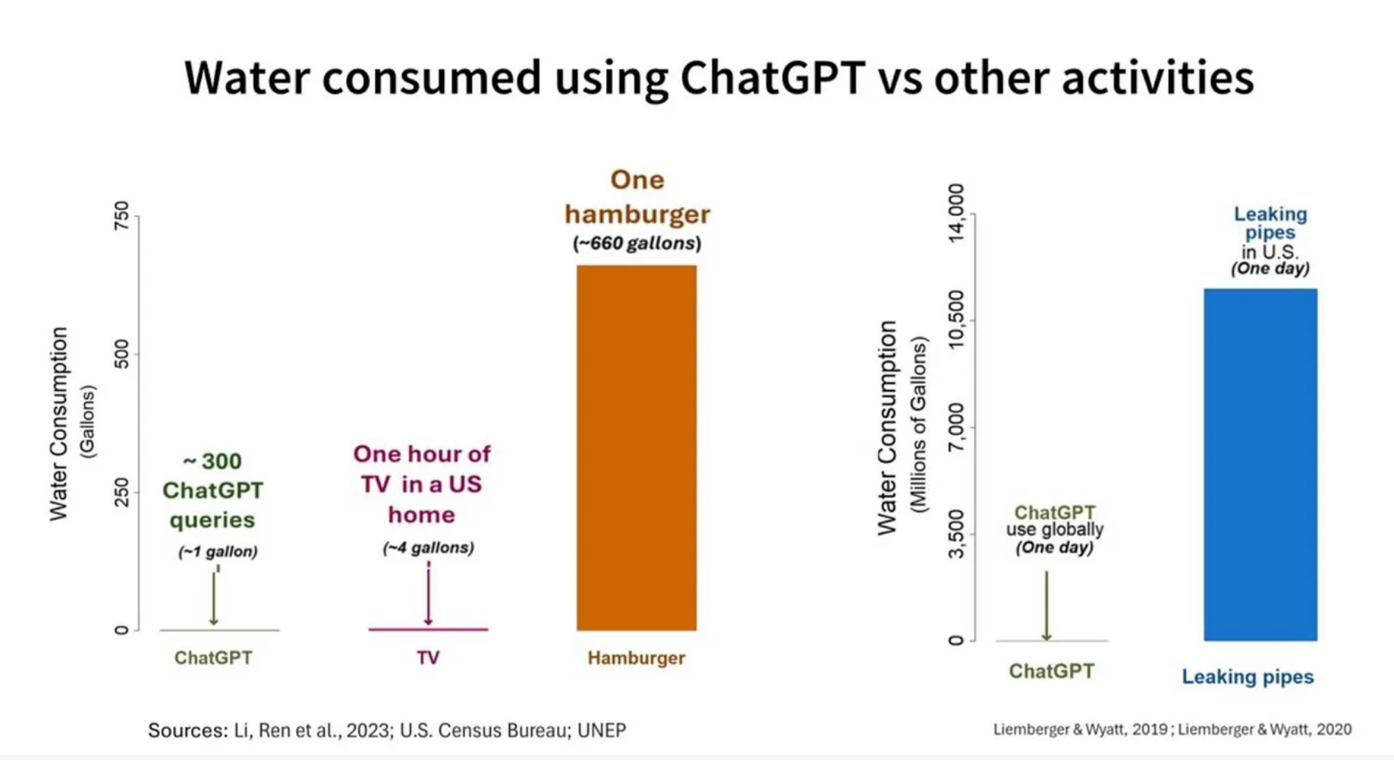 Water consumed using ChatGPT vs other activities
Water Consumption
(Gallons)
750
500
250
0
~ 300
ChatGPT
queries
(~1 gallon)
ChatGPT
One hour of
TV in a US
home
(~4 gallons)
TV
One
hamburger
(~660 gallons)
Hamburger
Sources: Li, Ren et al., 2023; U.S. Census Bureau; UNEP
Water Consumption
(Millions of Gallons)
14,000
10,500
7,000
3,500
0
ChatGPT
use globally
(One day)
ChatGPT
Leaking
pipes
in U.S.
(One day)
Leaking pipes
Liemberger & Wyatt, 2019; Liemberger & Wyatt, 2020